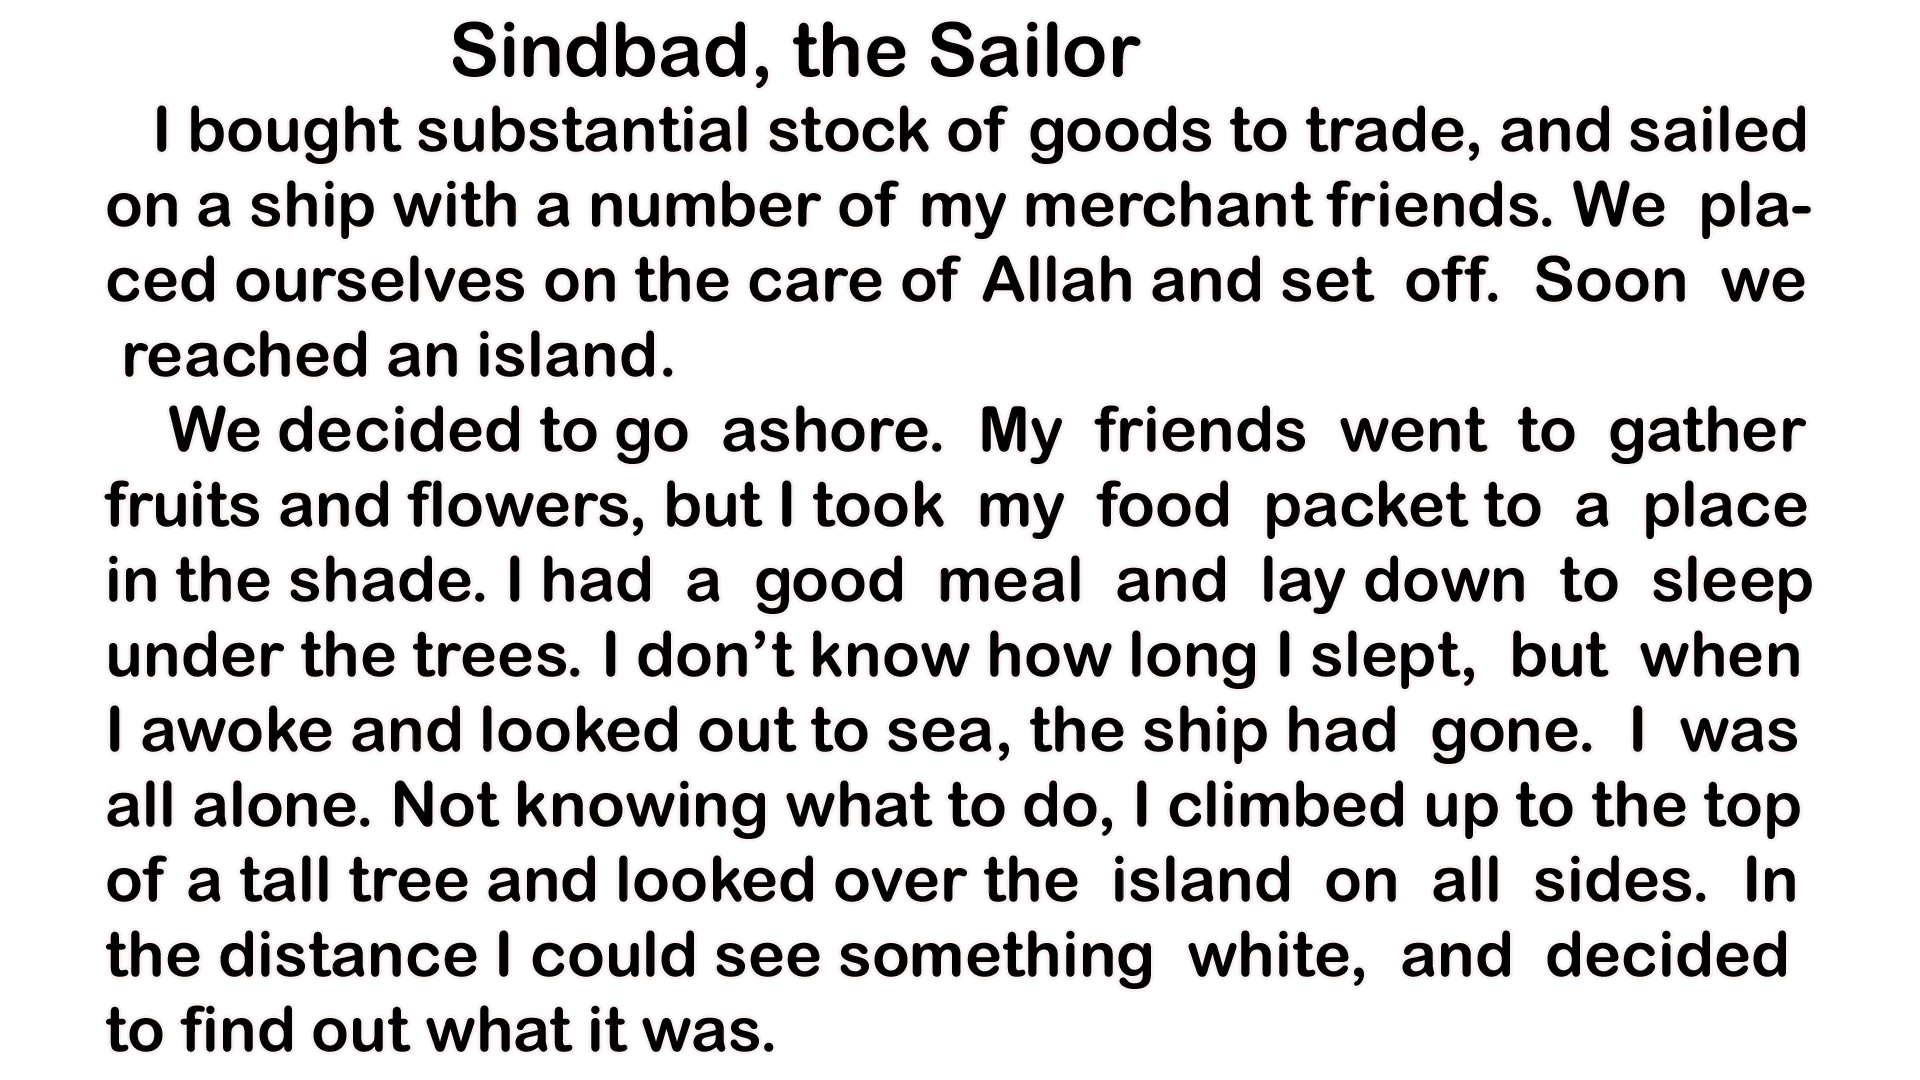 Sindbad, the Sailor
I bought substantial stock of goods to trade, and sailed
on a ship with a number of my merchant friends. We pla-
ced ourselves on the care of Allah and set off. Soon we
reached an island.
We decided to go ashore. My friends went to gather
fruits and flowers, but I took my food packet to a place
in the shade. I had a good meal and lay down to sleep
under the trees. I don’t know how long I slept, but when
I awoke and looked out to sea, the ship had gone. I was
all alone. Not knowing what to do, I climbed up to the top
of a tall tree and looked over the island on all sides. In
the distance I could see something white, and decided
to find out what it was.